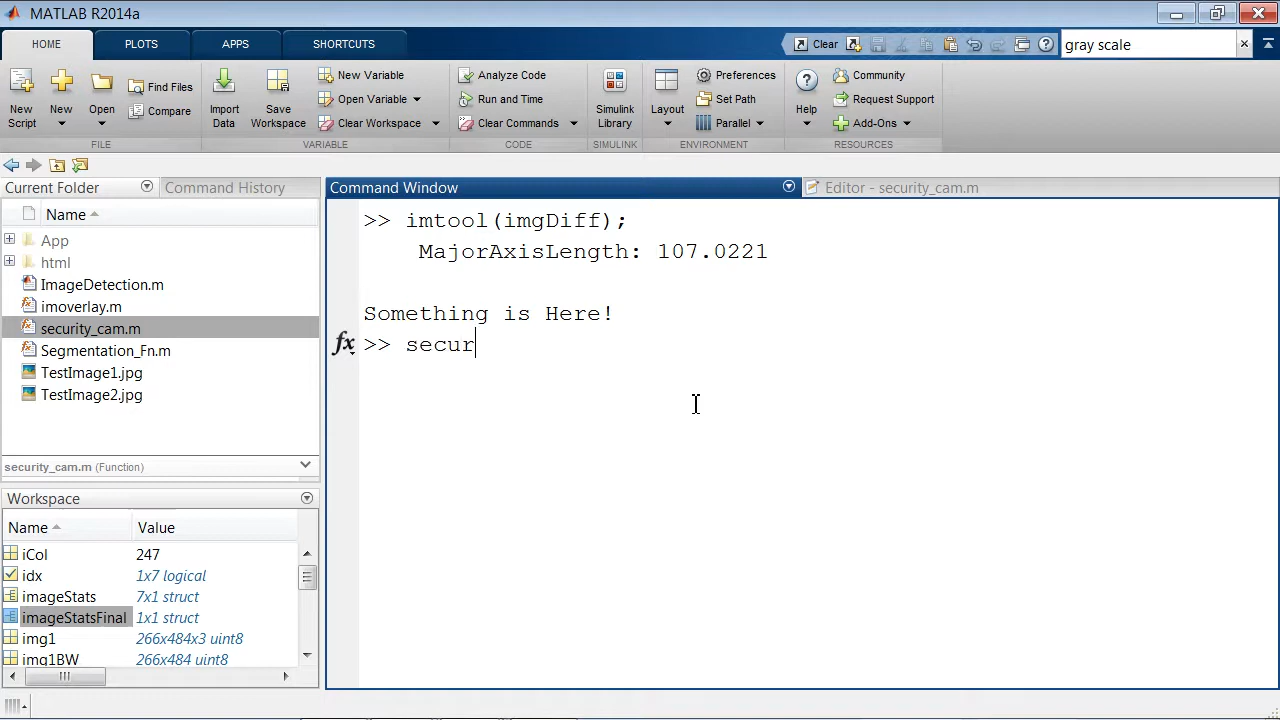 MATLAB R2014a
HOME
PLOTS
APPS
SHORTCUTS
Clear
gray scale
New Script
New
Open
Find Files
Compare
Import Data
Save Workspace
New Variable
Open Variable
Clear Workspace
Analyze Code
Run and Time
Clear Commands
Simulink Library
Layout
Preferences
Set Path
Parallel
Help
Community
Request Support
Add-Ons
FILE
VARIABLE
CODE
SIMULINK
ENVIRONMENT
RESOURCES
Current Folder
Command History
Name
App
html
ImageDetection.m
imoverlay.m
security_cam.m
Segmentation_Fn.m
TestImage1.jpg
TestImage2.jpg
security_cam.m (Function)
Workspace
Name Value
iCol 247
idx 1x7 logical
imageStats 7x1 struct
imageStatsFinal 1x1 struct
img1 266x484x3 uint8
img1BW 266x484 uint8
Command Window
Editor - security_cam.m
>> imtool(imgDiff);
MajorAxisLength: 107.0221
Something is Here!
fx >> secur